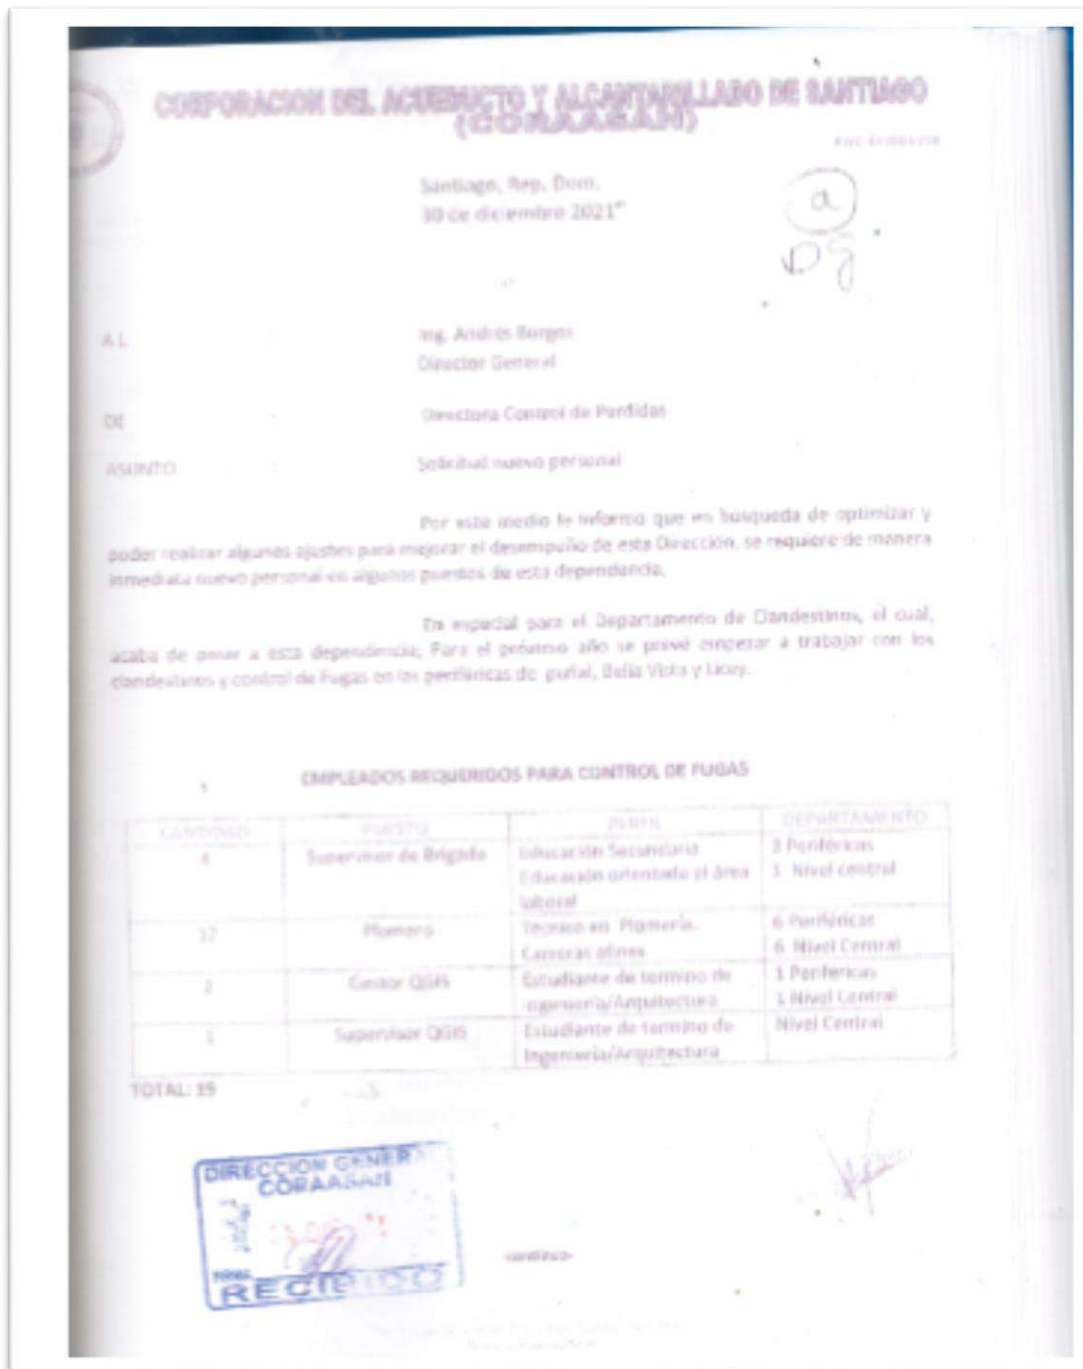 CORPORACION DEL ACUEDUCTO Y ALCANTARILLADO DE SANTIAGO
(CORAASAN)
Santiago, Rep. Dom.
30 de diciembre 2021
a
DG
AL
Ing. Andrés Burgos
Director General
DE
Directora Control de Perdidas
ASUNTO :
Solicitud nuevo personal
Por este medio le informo que en búsqueda de optimizar y
poder realizar algunos ajustes para mejorar el desempeño de esta Dirección, se requiere de manera
inmediata nuevo personal en algunos puestos de esta dependencia.
En especial para el Departamento de Clandestinos, el cual,
acaba de pasar a esta dependencia; Para el próximo año se prevé empezar a trabajar con los
clandestinos y control de Fugas en las periféricas de puñal, Bella Vista y Licey.
EMPLEADOS REQUERIDOS PARA CONTROL DE FUGAS
CANTIDAD PUESTO PERFIL DEPARTAMENTO
4 Supervisor de Brigada Educación Secundaria 3 Periféricas
Educación orientada al área 1 Nivel central
laboral
12 Plomero Técnico en Plomería. 6 Periféricas
Carreras afines 6 Nivel Central
2 Gestor QGIS Estudiante de termino de 1 Periféricas
Ingeniería/Arquitectura 1 Nivel Central
1 Supervisor QGIS Estudiante de termino de Nivel Central
Ingeniería/Arquitectura
TOTAL: 19
DIRECCION GENER
CORAASAN
RECIBIDO